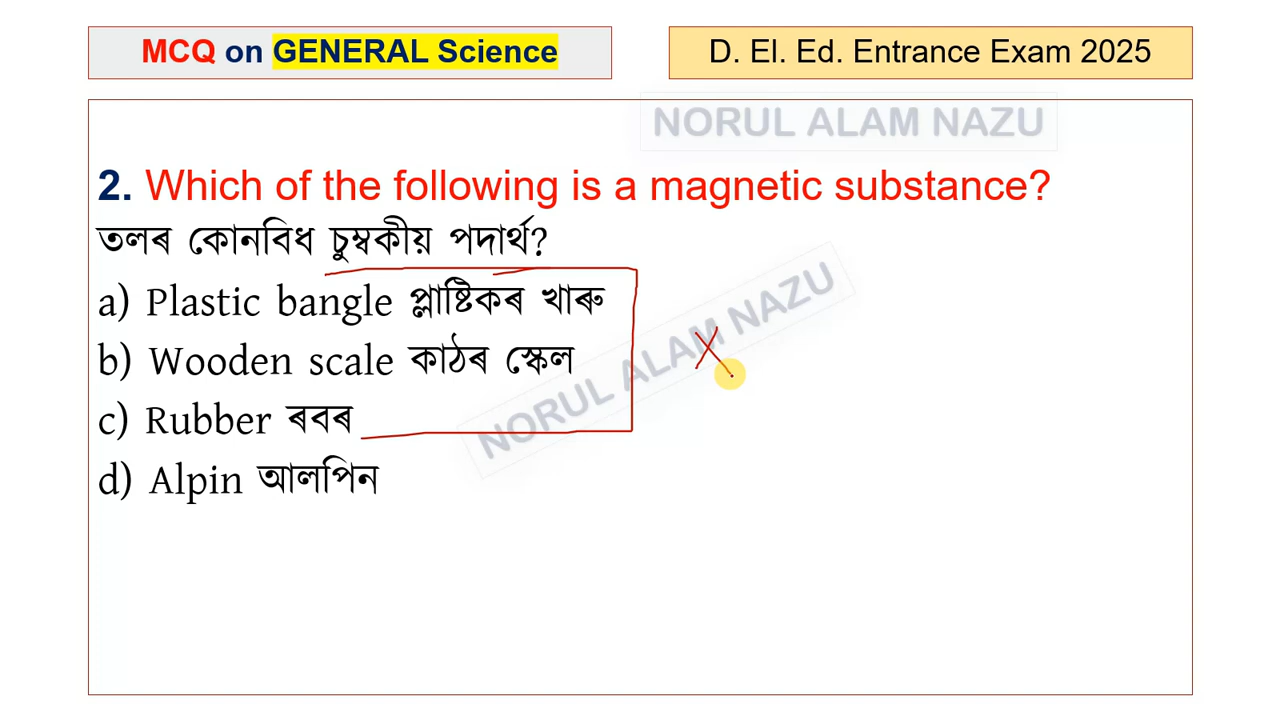 MCQ on GENERAL Science
D. El. Ed. Entrance Exam 2025
NORUL ALAM NAZU
2. Which of the following is a magnetic substance?
তলৰ কোনবিধ চুম্বকীয় পদাৰ্থ?
a) Plastic bangle প্লাষ্টিকৰ খাৰু
b) Wooden scale কাঠৰ স্কেল
c) Rubber ৰবৰ
d) Alpin আলপিন
NORUL ALAM NAZU